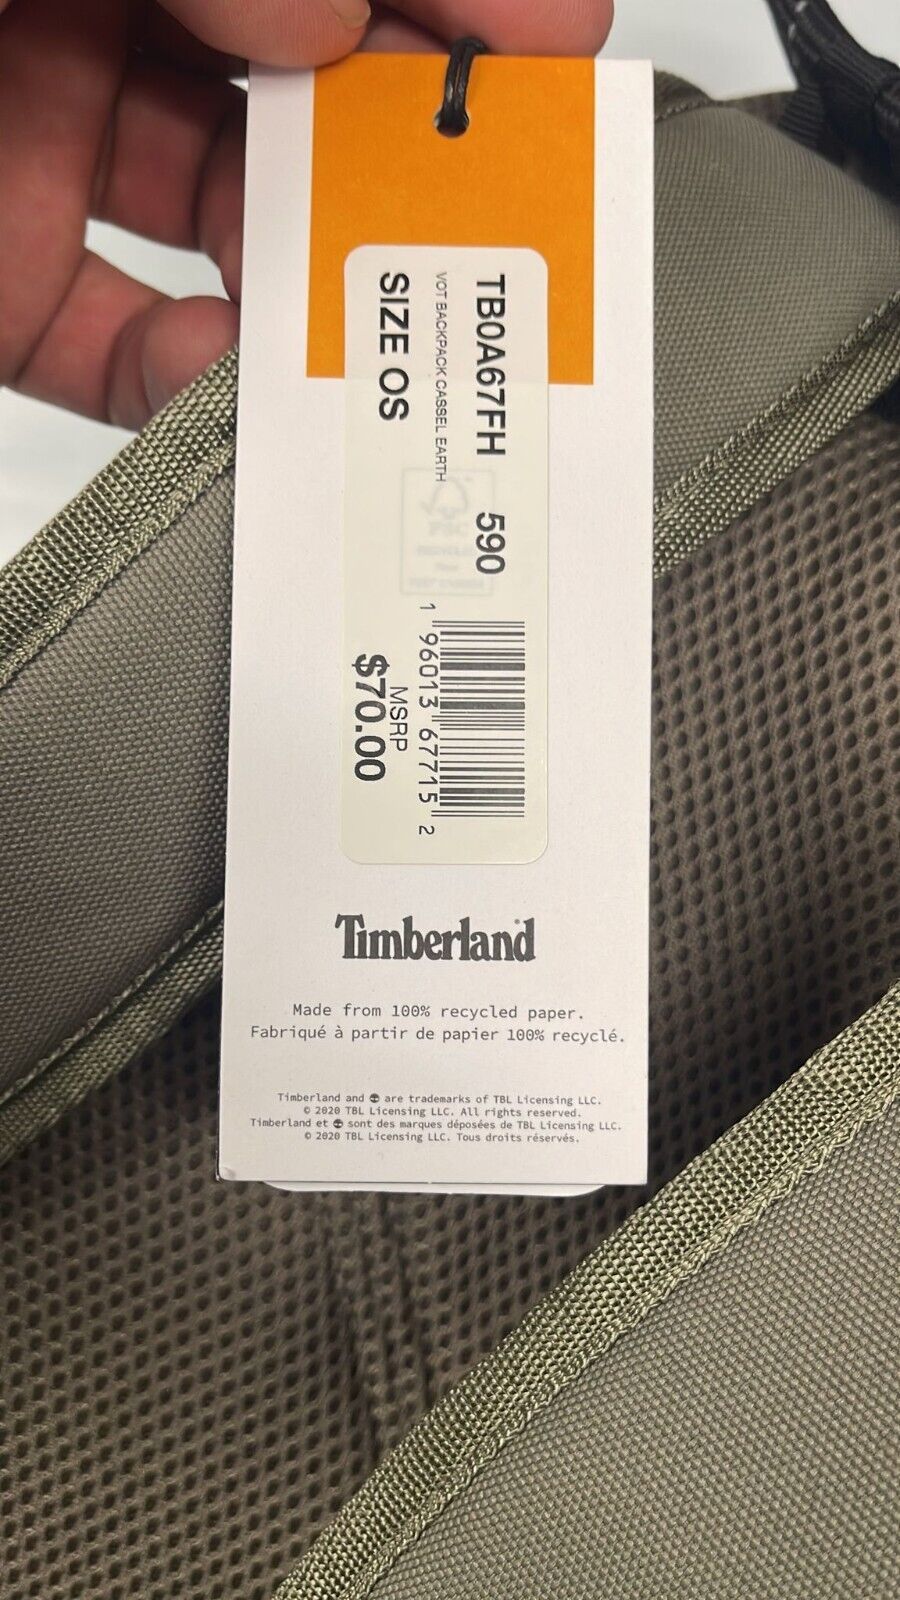 TB0A67FH 590
VOT BACKPACK CASSEL EARTH
SIZE OS
1 96013 67715 2
MSRP
$70.00
Timberland
Made from 100% recycled paper.
Fabriqué à partir de papier 100% recyclé.
Timberland and are trademarks of TBL Licensing LLC.
© 2020 TBL Licensing LLC. All rights reserved.
Timberland et sont des marques déposées de TBL Licensing LLC.
© 2020 TBL Licensing LLC. Tous droits réservés.